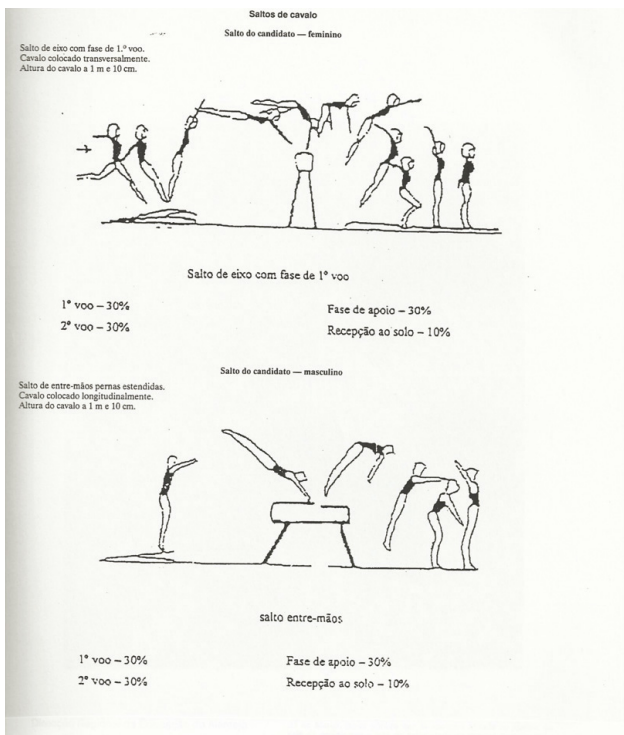 Saltos de cavalo
Salto do candidato — feminino
Salto de eixo com fase de 1.º voo.
Cavalo colocado transversalmente.
Altura do cavalo a 1 m e 10 cm.
Salto de eixo com fase de 1º voo
1º voo – 30%
Fase de apoio – 30%
2º voo – 30%
Recepção ao solo – 10%
Salto do candidato — masculino
Salto de entre-mãos pernas estendidas.
Cavalo colocado longitudinalmente.
Altura do cavalo a 1 m e 10 cm.
salto entre-mãos
1º voo – 30%
Fase de apoio – 30%
2º voo – 30%
Recepção ao solo – 10%